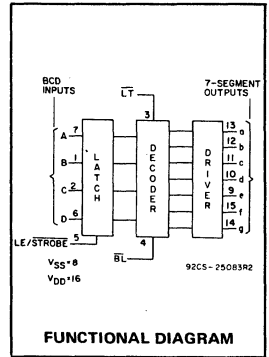 BCD INPUTS
7-SEGMENT OUTPUTS
LT
3
A 7
B 1
C 2
D 6
LATCH
DECODER
DRIVER
13 a
12 b
11 c
10 d
9 e
15 f
14 g
LE/STROBE 5
4
BL
VSS=8
VDD=16
92CS-25083R2
FUNCTIONAL DIAGRAM